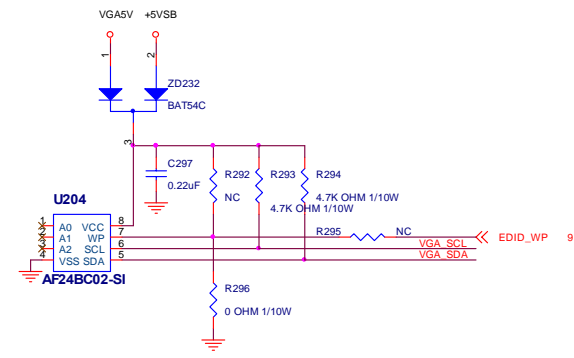 VGA5V +5VSB
1 2
ZD232
BAT54C
3
C297
0.22uF
R292
NC
R293
4.7K OHM 1/10W
R294
4.7K OHM 1/10W
U204
1 A0 VCC 8
2 A1 WP 7
3 A2 SCL 6
4 VSS SDA 5
AF24BC02-SI
R295 NC
EDID_WP 9
VGA_SCL
VGA_SDA
R296
0 OHM 1/10W